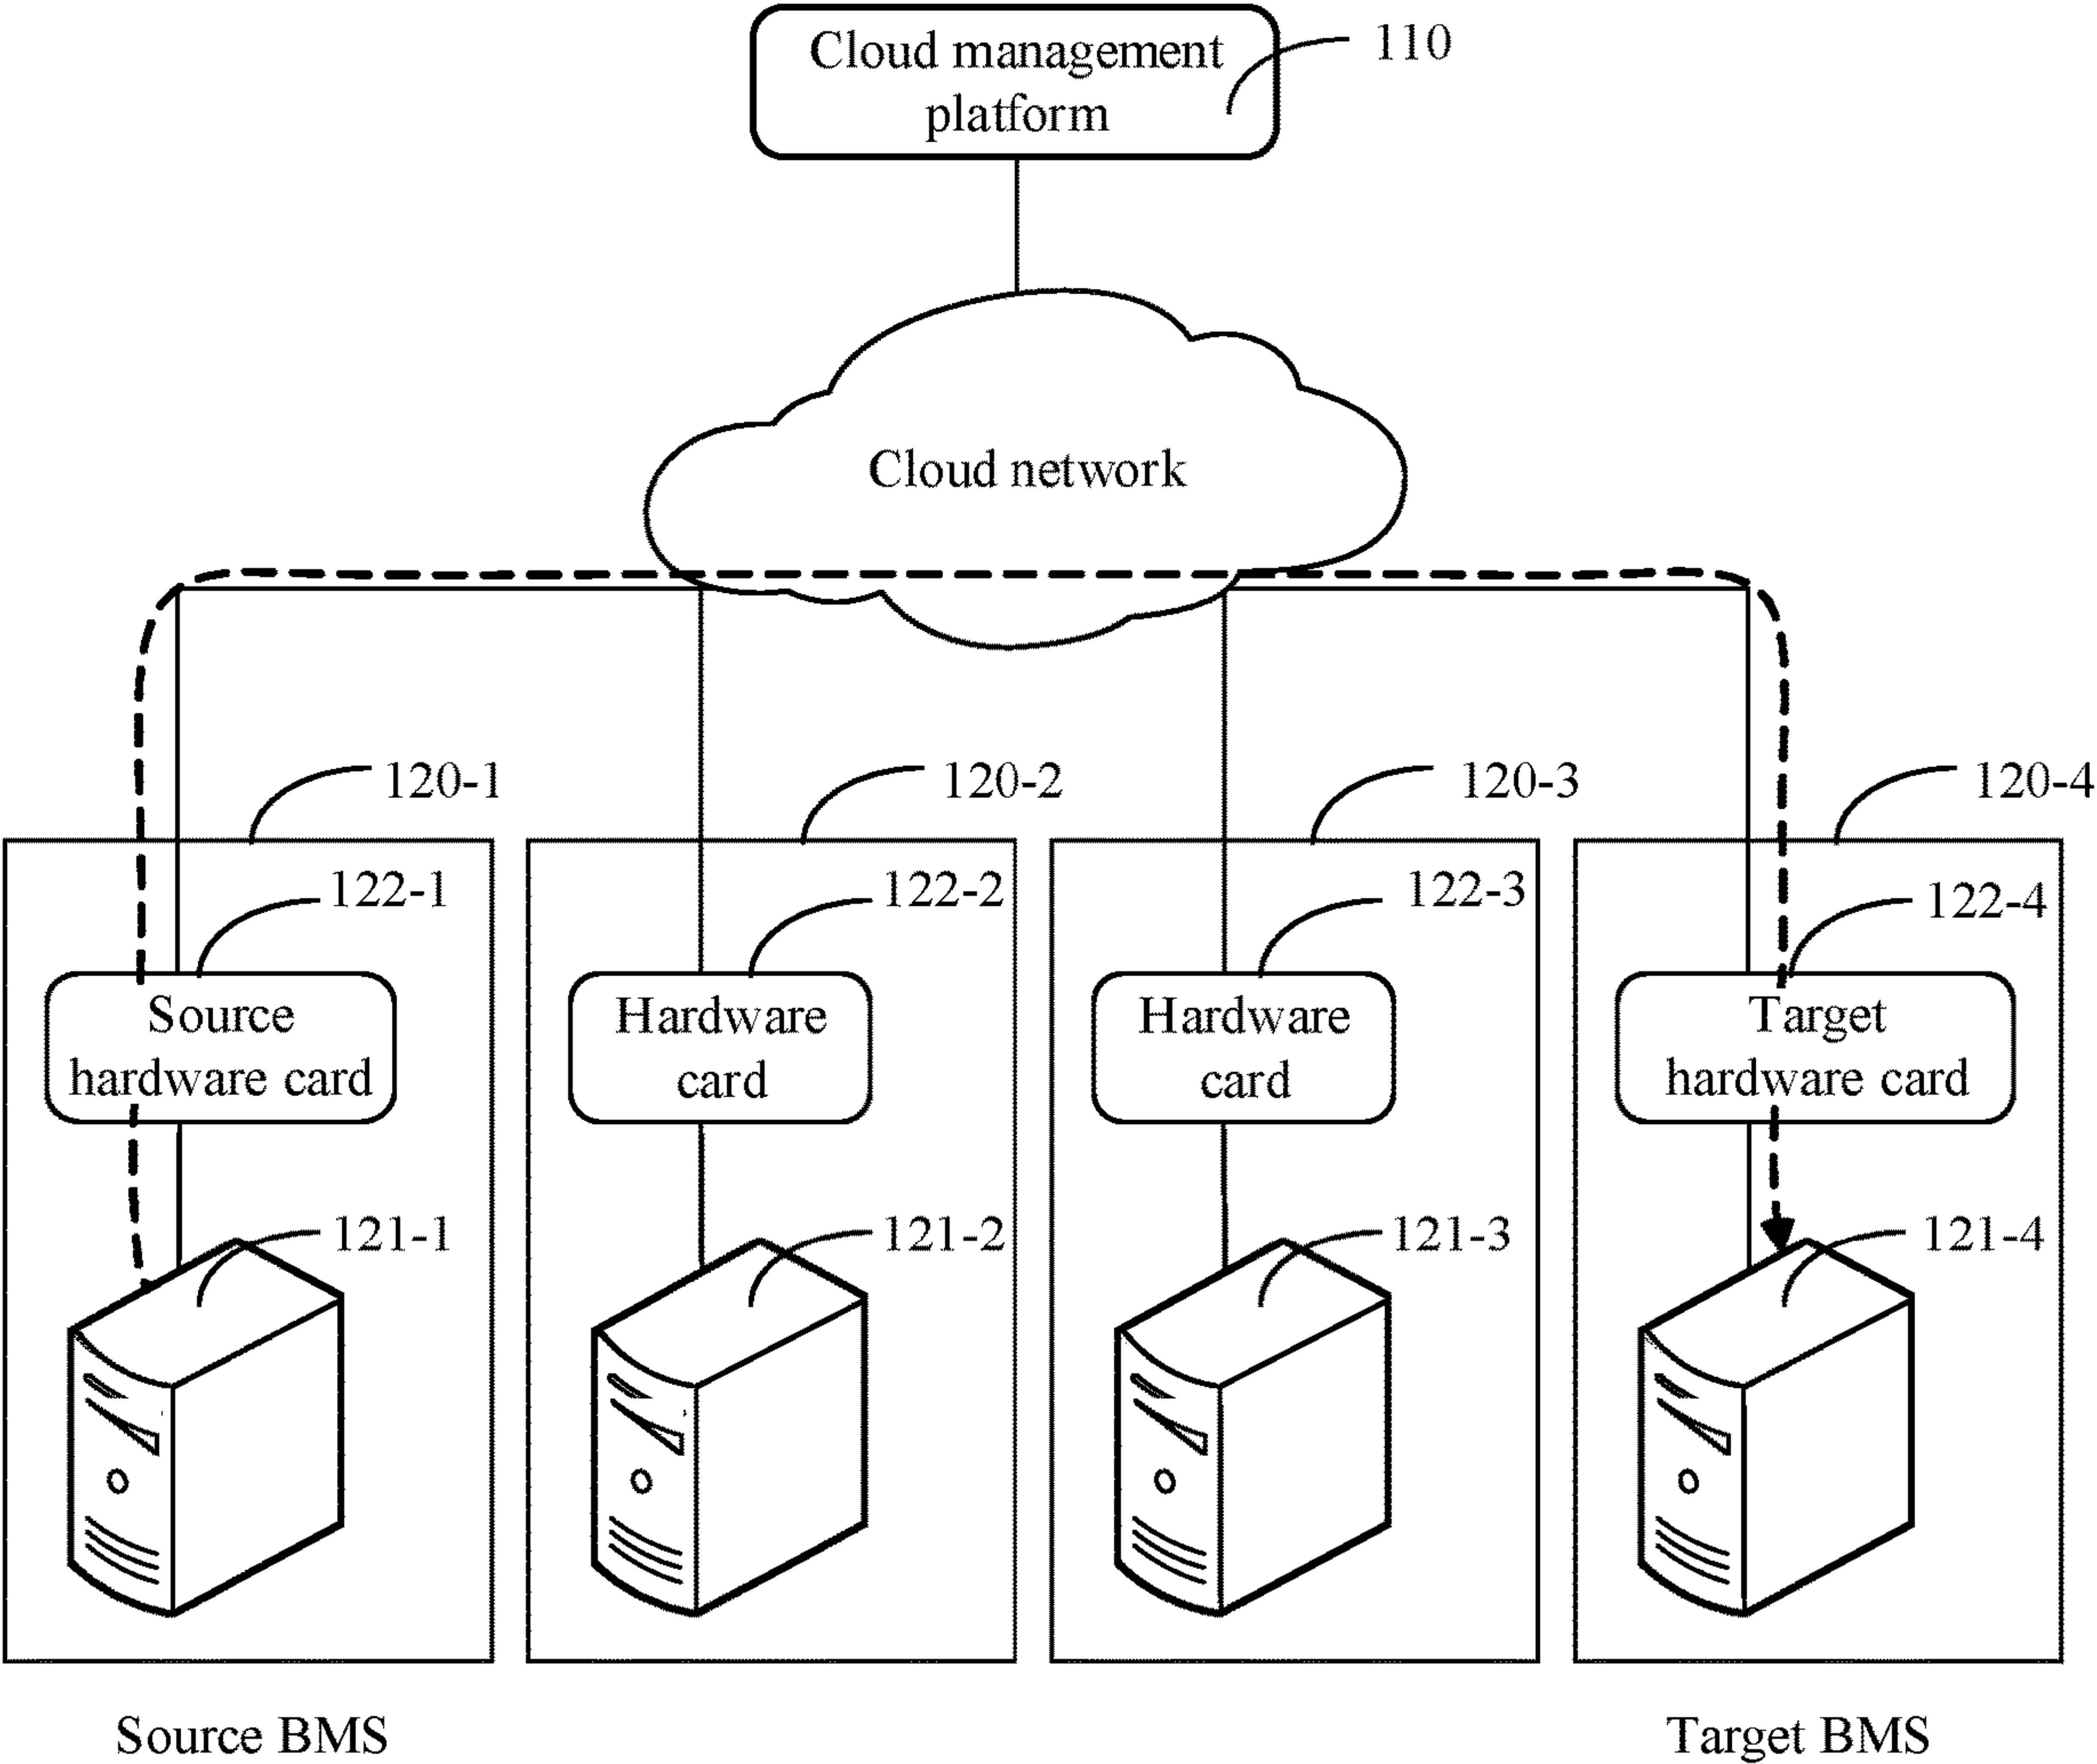 Cloud management
platform
110
Cloud network
120-1
120-2
120-3
120-4
122-1
122-2
122-3
122-4
Source
hardware card
Hardware
card
Hardware
card
Target
hardware card
121-1
121-2
121-3
121-4
Source BMS
Target BMS